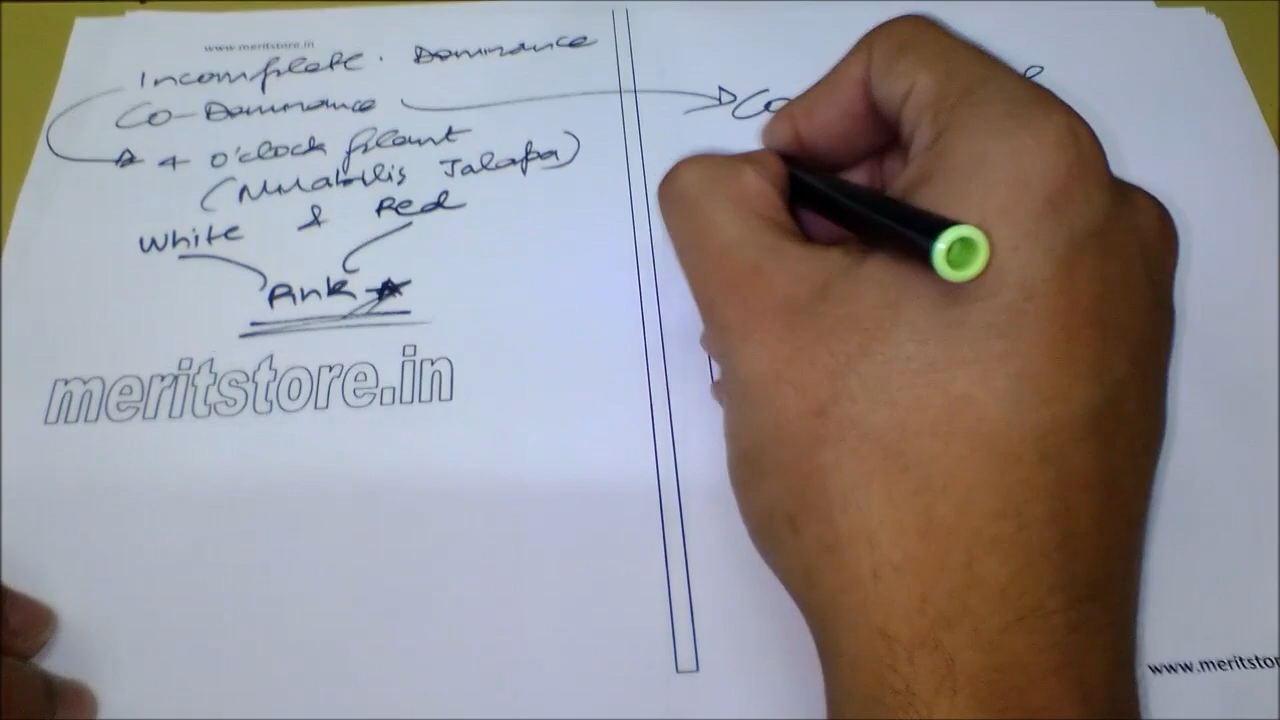 www.meritstore.in
Incomplete. Dominance
Co-Dominance
4 o'clock plant
(Mirabilis Jalapa)
White & Red
Pink
meritstore.in
Co
www.meritstor